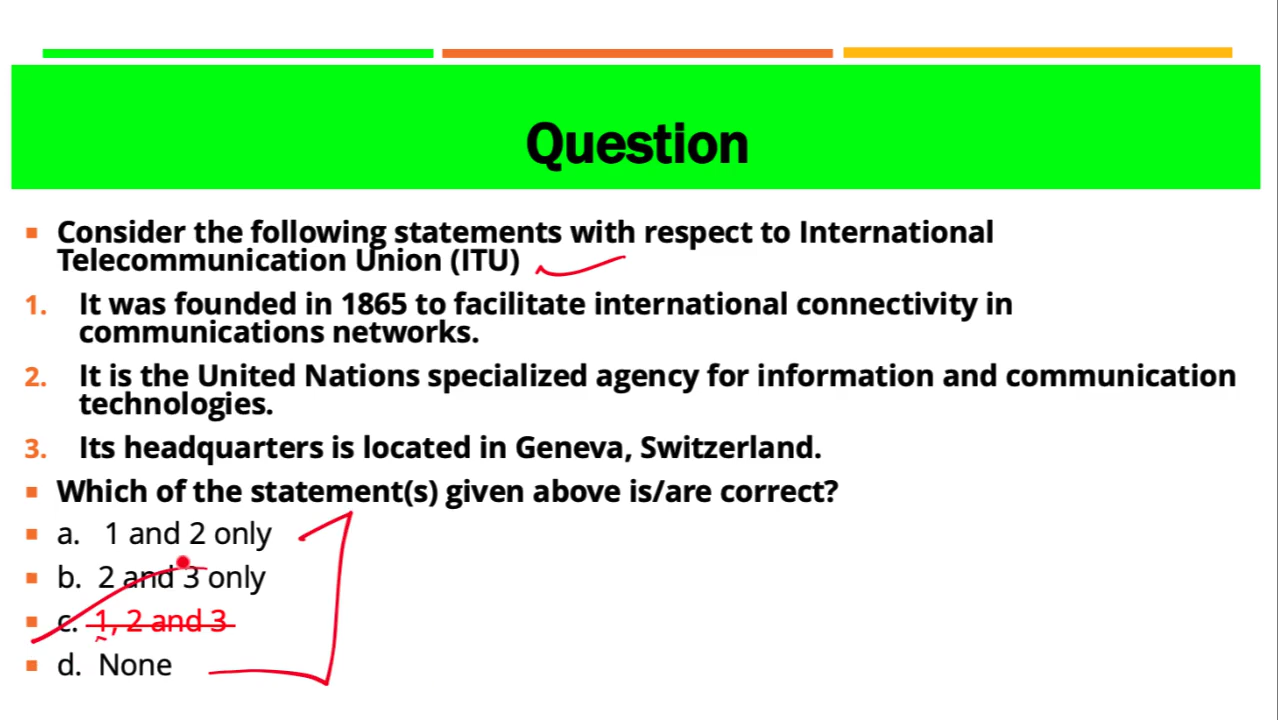 Question
Consider the following statements with respect to International
Telecommunication Union (ITU)
1. It was founded in 1865 to facilitate international connectivity in
communications networks.
2. It is the United Nations specialized agency for information and communication
technologies.
3. Its headquarters is located in Geneva, Switzerland.
Which of the statement(s) given above is/are correct?
a. 1 and 2 only
b. 2 and 3 only
c. 1, 2 and 3
d. None